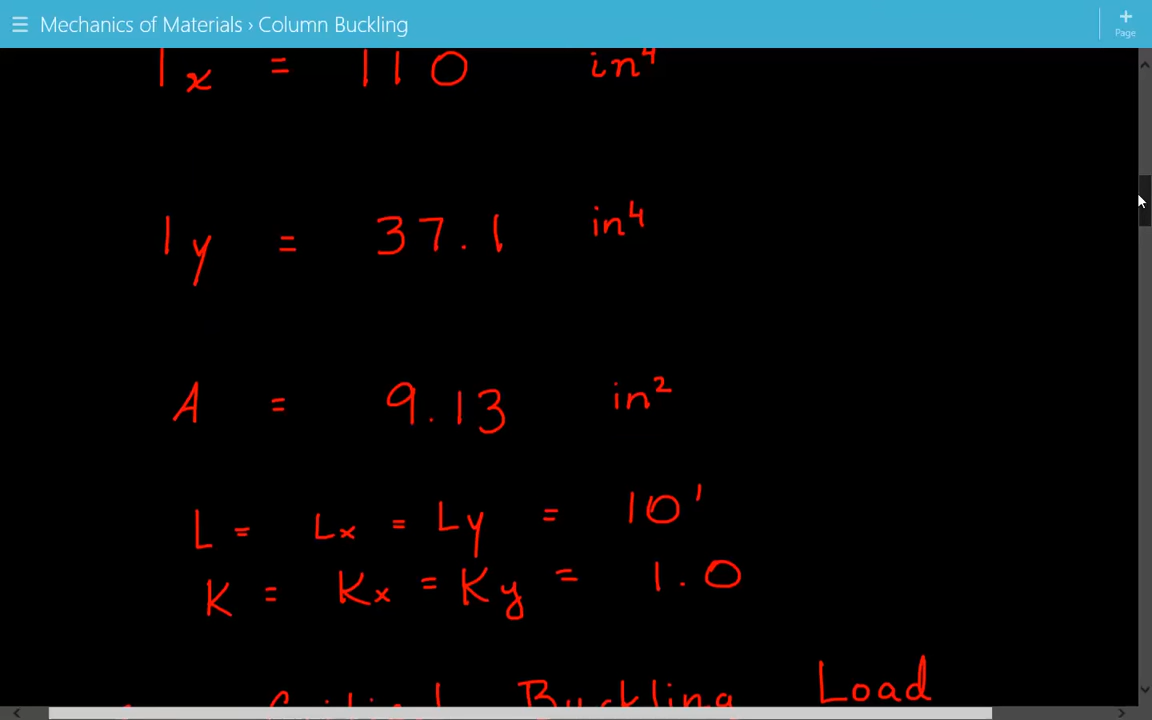 Mechanics of Materials › Column Buckling
Page
Ix = 110 in⁴
Iy = 37.1 in⁴
A = 9.13 in²
L = Lx = Ly = 10'
K = Kx = Ky = 1.0
Critical Buckling Load